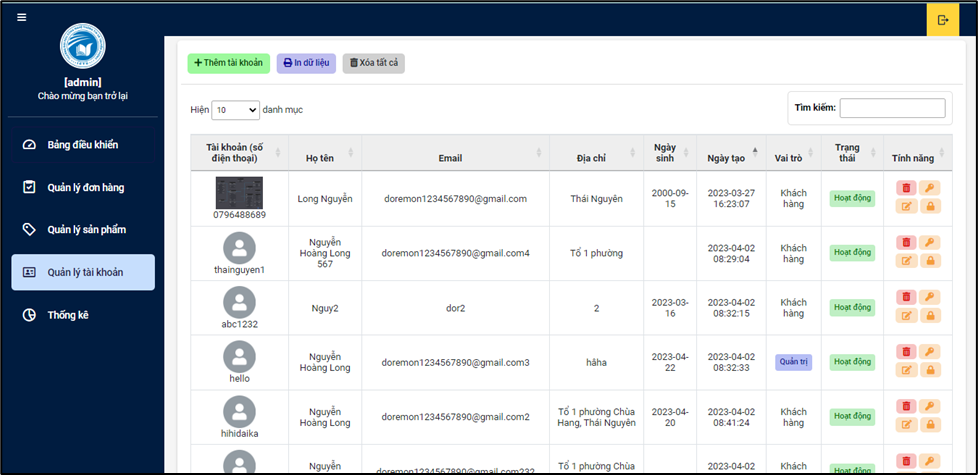 [admin]
Chào mừng bạn trở lại
Bảng điều khiển
Quản lý đơn hàng
Quản lý sản phẩm
Quản lý tài khoản
Thống kê
Thêm tài khoản
In dữ liệu
Xóa tất cả
Hiện 10 danh mục
Tìm kiếm:
Tài khoản (số
điện thoại)
Họ tên
Email
Địa chỉ
Ngày
sinh
Ngày tạo
Vai trò
Trạng
thái
Tính năng
0796488689
Long Nguyễn
doremon1234567890@gmail.com
Thái Nguyên
2000-09-
15
2023-03-27
16:23:07
Khách
hàng
Hoạt động
thainguyen1
Nguyễn
Hoàng Long
567
doremon1234567890@gmail.com4
Tổ 1 phường
2023-04-02
08:29:04
Khách
hàng
Hoạt động
abc1232
Nguy2
dor2
2
2023-03-
16
2023-04-02
08:32:15
Khách
hàng
Hoạt động
hello
Nguyễn
Hoàng Long
doremon1234567890@gmail.com3
hâha
2023-04-
22
2023-04-02
08:32:33
Quản trị
Hoạt động
hihidaika
Nguyễn
Hoàng Long
doremon1234567890@gmail.com2
Tổ 1 phường Chùa
Hang, Thái Nguyên
2023-04-
20
2023-04-02
08:41:24
Khách
hàng
Hoạt động
Nguyễn
doremon1234567890@gmail.com232
Tổ 1 phường Chùa
2023-04-
2023-04-02
Khách
Hoạt động